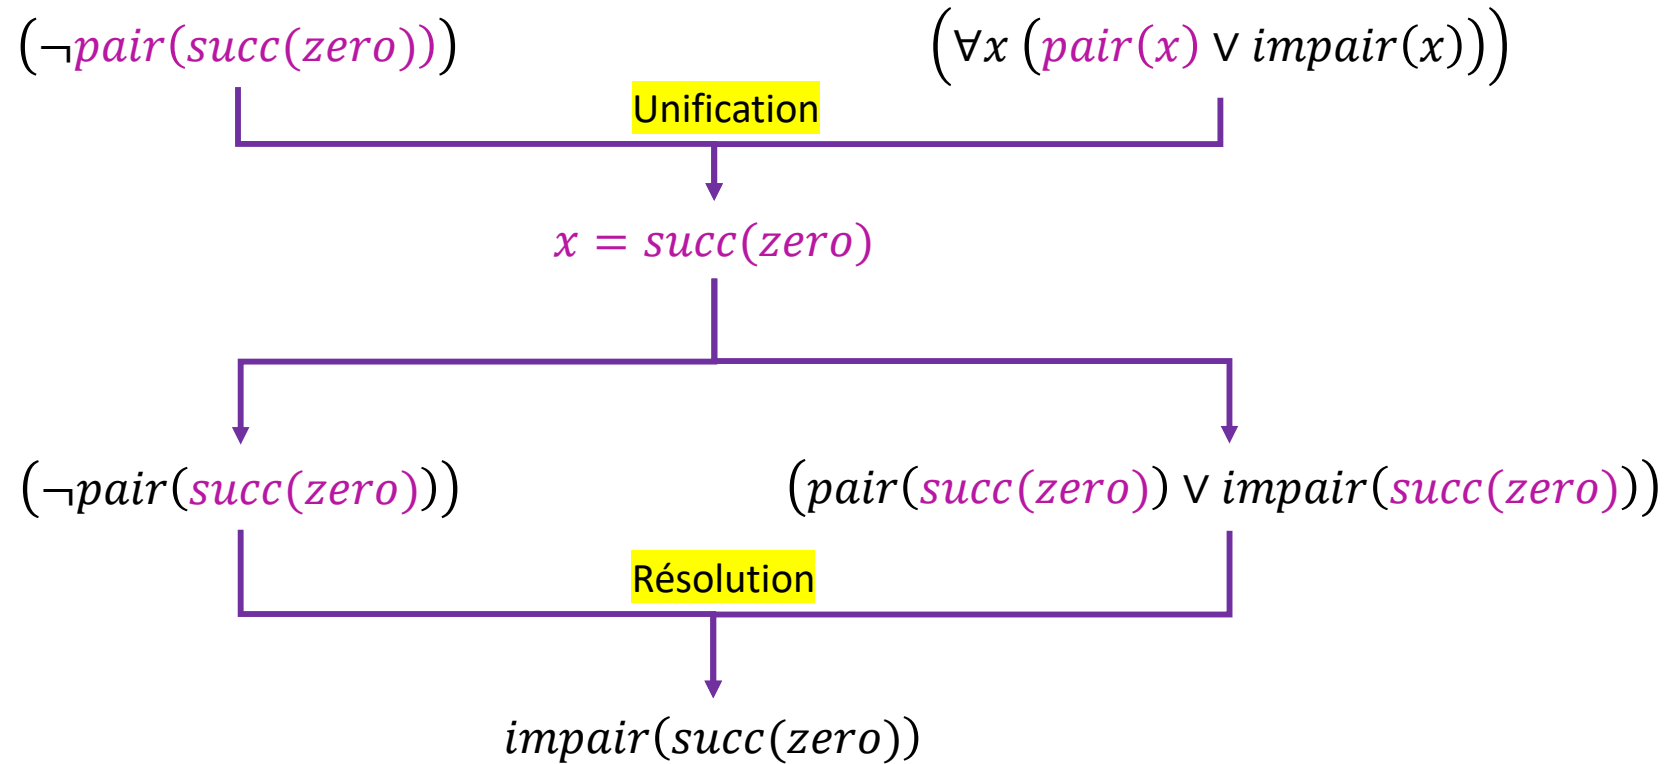 (¬pair(succ(zero)))
(∀x (pair(x) ∨ impair(x)))
Unification
x = succ(zero)
(¬pair(succ(zero)))
(pair(succ(zero)) ∨ impair(succ(zero)))
Résolution
impair(succ(zero))